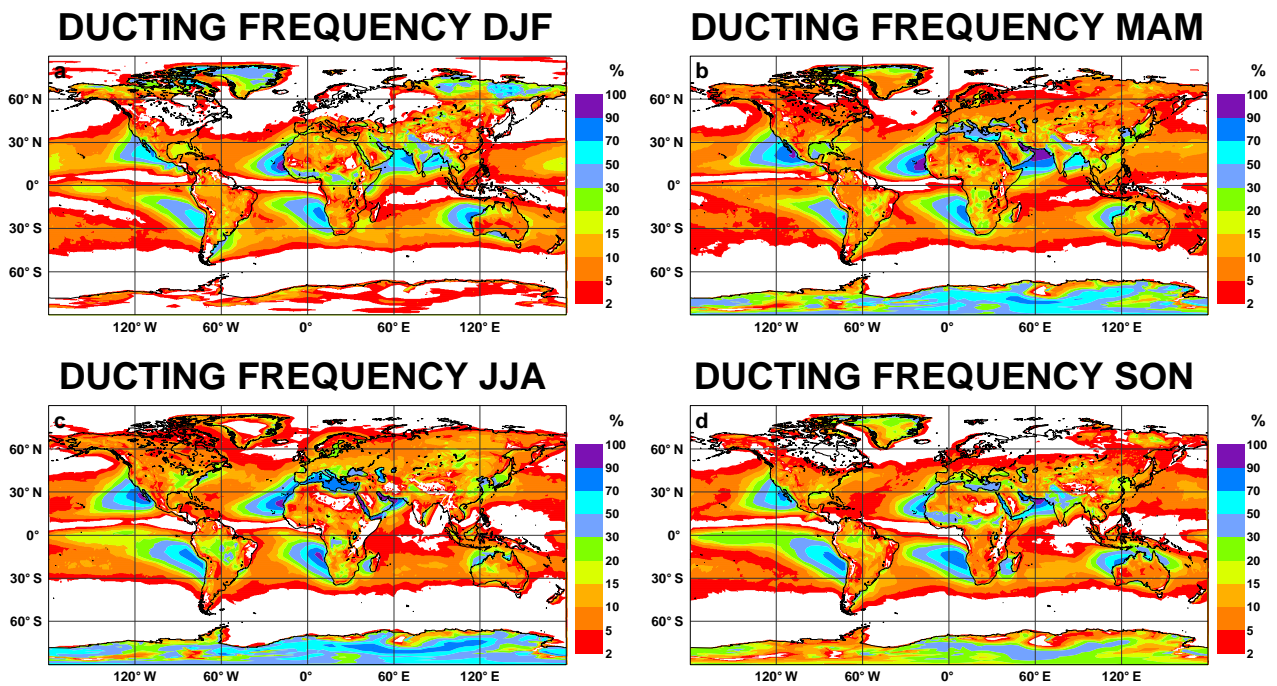 DUCTING FREQUENCY DJF
a
%
100
90
70
50
30
20
15
10
5
2
60° N
30° N
0°
30° S
60° S
120° W 60° W 0° 60° E 120° E
DUCTING FREQUENCY MAM
b
%
100
90
70
50
30
20
15
10
5
2
60° N
30° N
0°
30° S
60° S
120° W 60° W 0° 60° E 120° E
DUCTING FREQUENCY JJA
c
%
100
90
70
50
30
20
15
10
5
2
60° N
30° N
0°
30° S
60° S
120° W 60° W 0° 60° E 120° E
DUCTING FREQUENCY SON
d
%
100
90
70
50
30
20
15
10
5
2
60° N
30° N
0°
30° S
60° S
120° W 60° W 0° 60° E 120° E